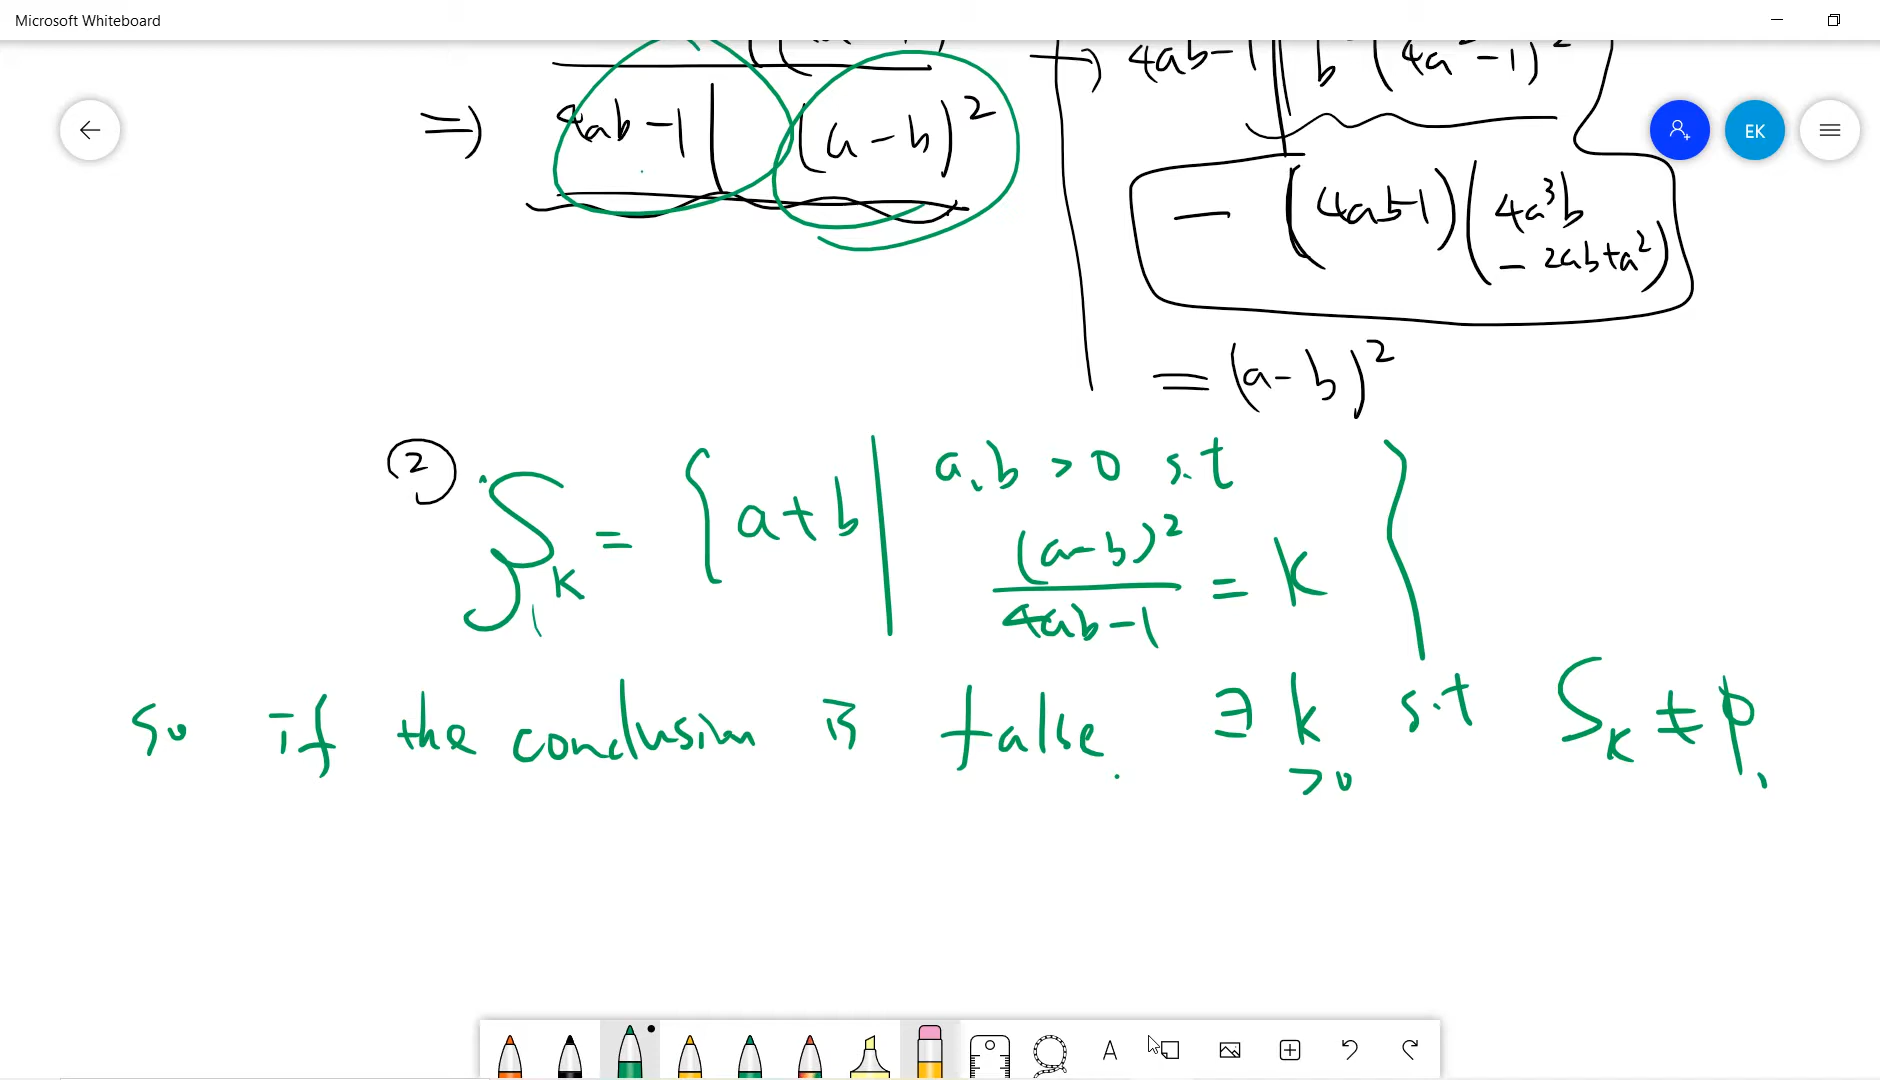 Microsoft Whiteboard
4ab-1 | b²(4a²-1)²
=> 4ab-1 | (a-b)²
EK
- (4ab-1)(4a³b
- 2ab+a²)
= (a-b)²
② S_K = { a+b | a, b > 0 s.t
(a-b)²/(4ab-1) = K }
so if the conclusion is false. ∃ k s.t S_K ≠ φ,
>0
A